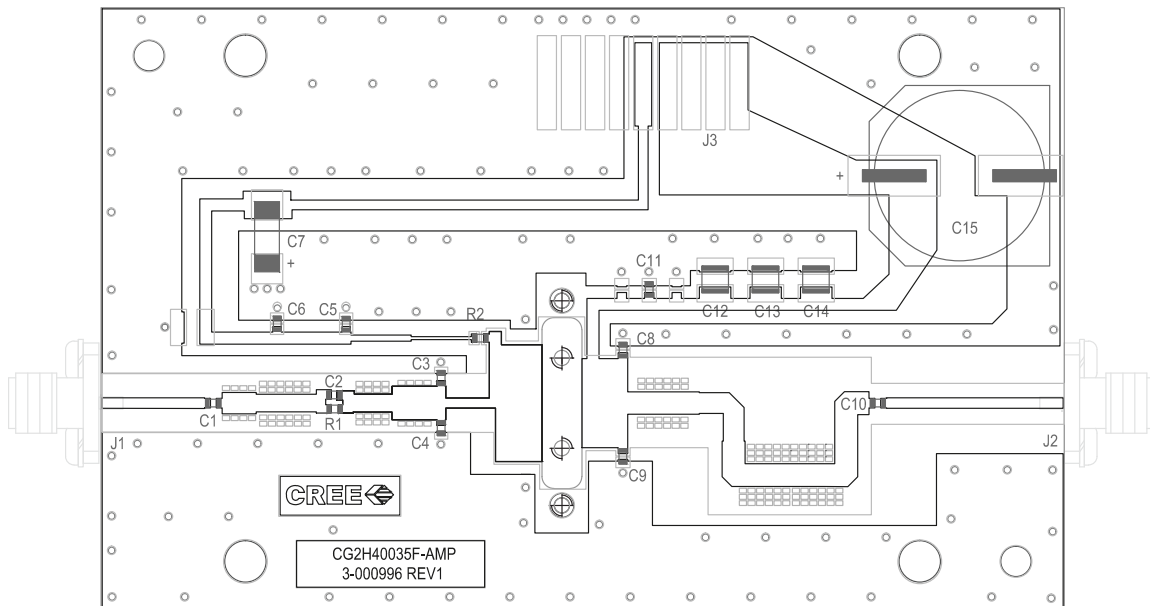 J3
+
C15
C7
+
C11
C6
C5
C12
C13
C14
R2
C8
C3
C2
C1
R1
C4
C10
J1
J2
C9
CREE
CG2H40035F-AMP
3-000996 REV1